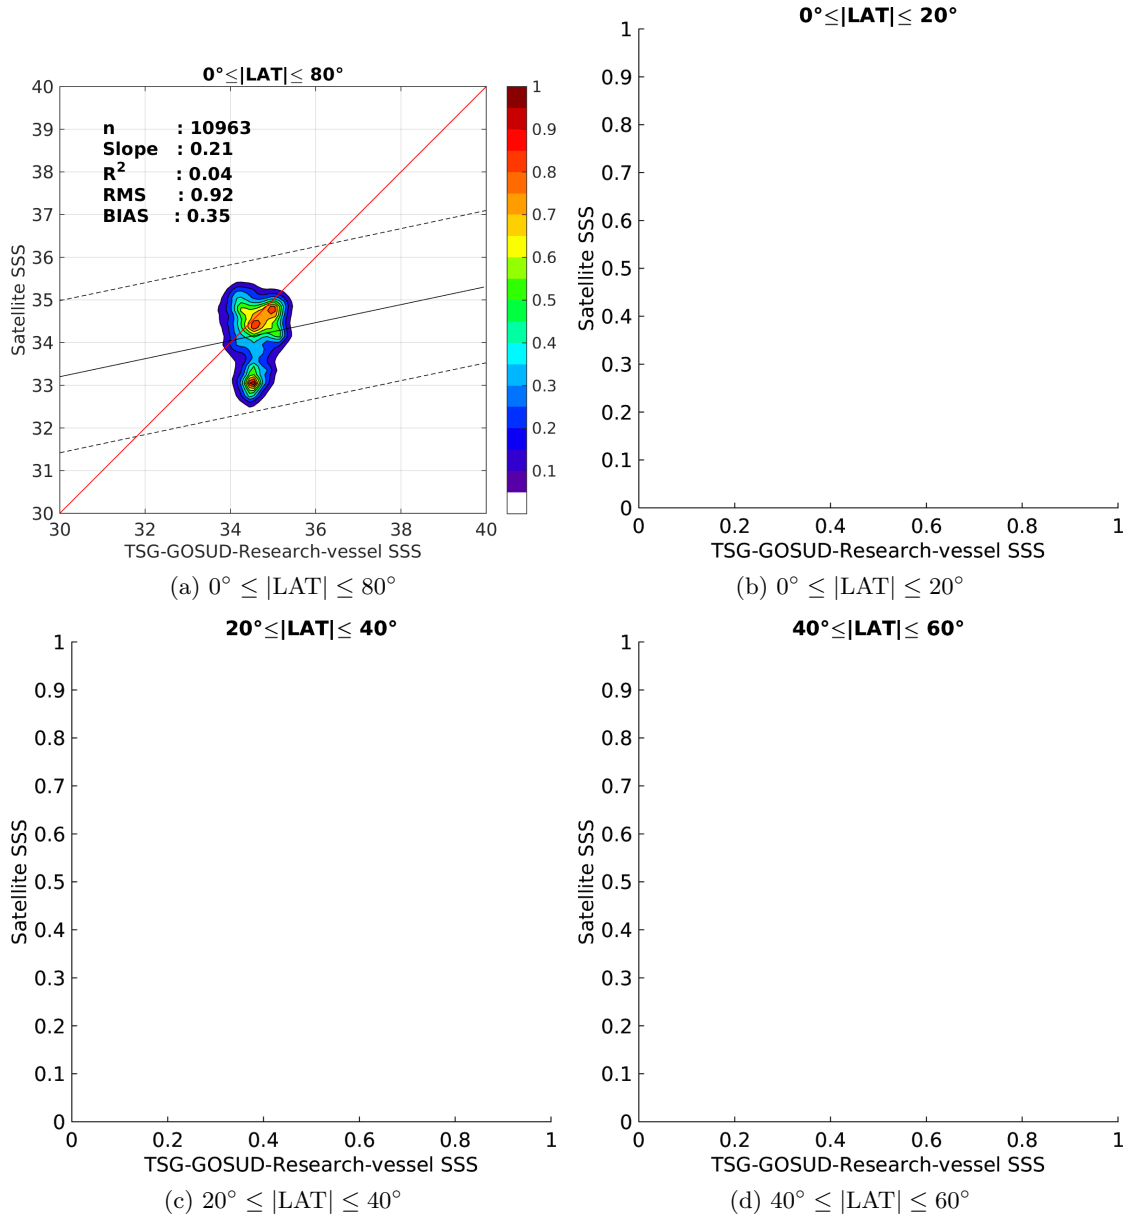 0°≤|LAT|≤ 80°
n : 10963
Slope : 0.21
R2 : 0.04
RMS : 0.92
BIAS : 0.35
40
39
38
37
36
35
34
33
32
31
30
Satellite SSS
30 32 34 36 38 40
TSG-GOSUD-Research-vessel SSS
1
0.9
0.8
0.7
0.6
0.5
0.4
0.3
0.2
0.1
(a) 0° ≤ |LAT| ≤ 80°
0°≤|LAT|≤ 20°
1
0.9
0.8
0.7
0.6
0.5
0.4
0.3
0.2
0.1
0
Satellite SSS
0 0.2 0.4 0.6 0.8 1
TSG-GOSUD-Research-vessel SSS
(b) 0° ≤ |LAT| ≤ 20°
20°≤|LAT|≤ 40°
1
0.9
0.8
0.7
0.6
0.5
0.4
0.3
0.2
0.1
0
Satellite SSS
0 0.2 0.4 0.6 0.8 1
TSG-GOSUD-Research-vessel SSS
(c) 20° ≤ |LAT| ≤ 40°
40°≤|LAT|≤ 60°
1
0.9
0.8
0.7
0.6
0.5
0.4
0.3
0.2
0.1
0
Satellite SSS
0 0.2 0.4 0.6 0.8 1
TSG-GOSUD-Research-vessel SSS
(d) 40° ≤ |LAT| ≤ 60°